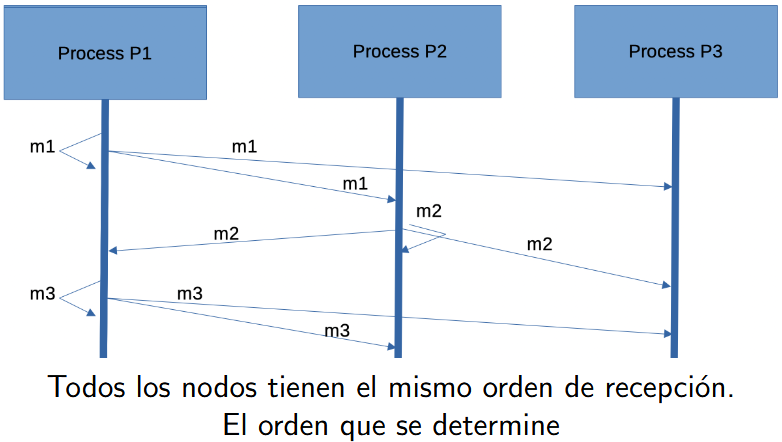 Process P1
Process P2
Process P3
m1
m1
m1
m2
m2
m2
m3
m3
m3
Todos los nodos tienen el mismo orden de recepción.
El orden que se determine